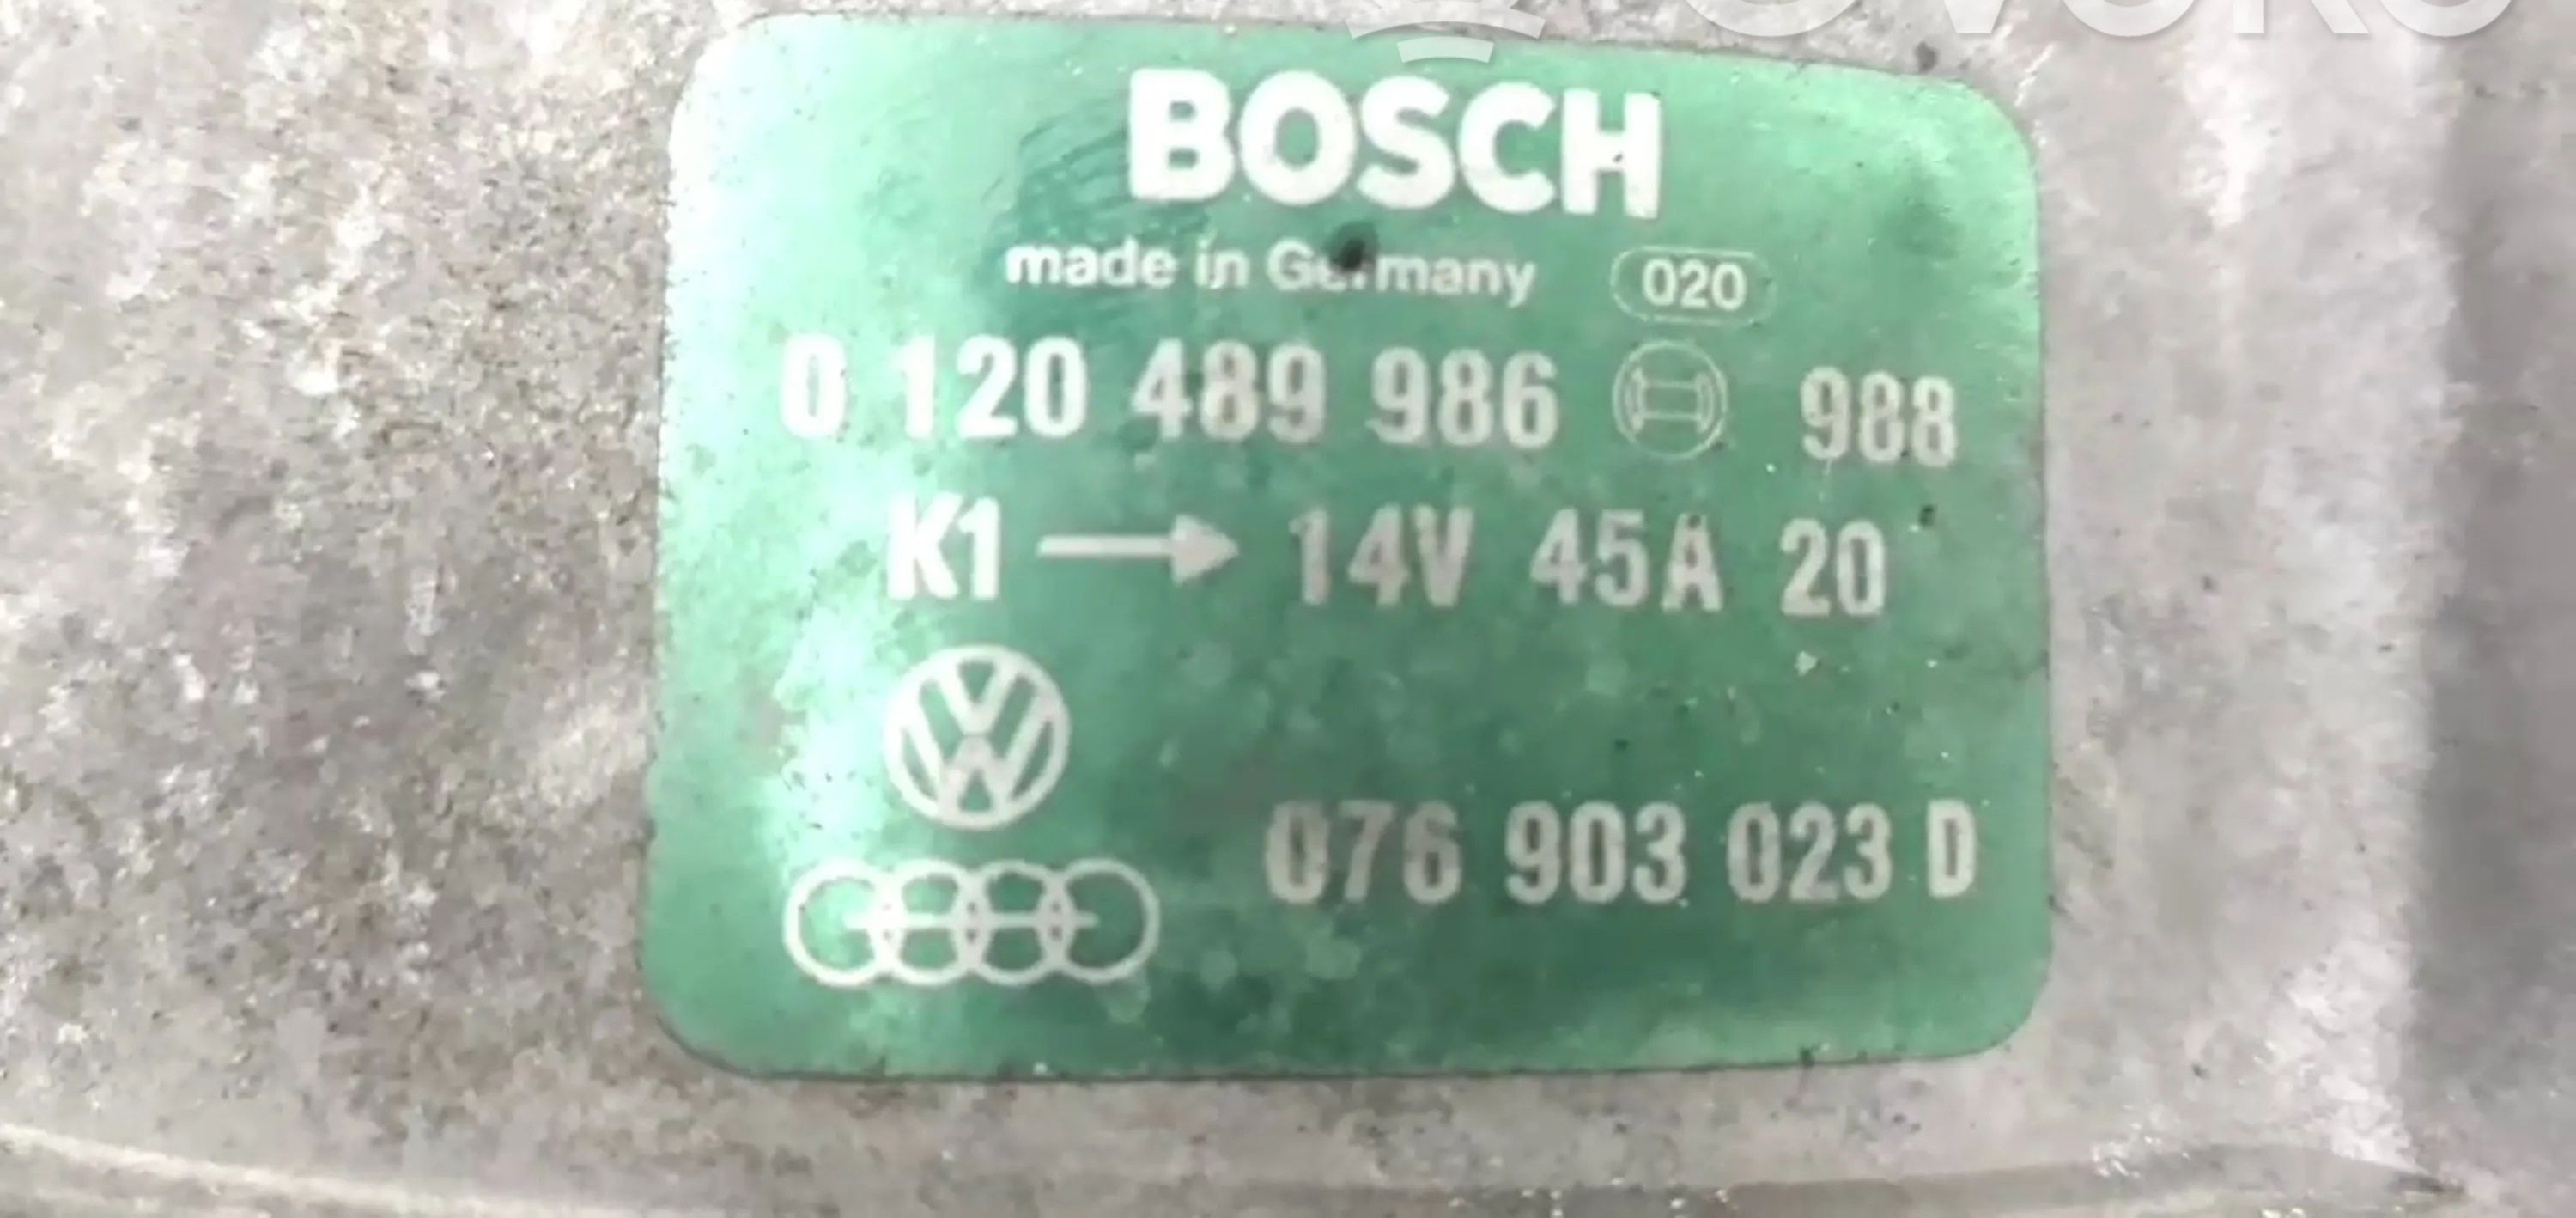 BOSCH
made in Germany 020
0 120 489 986 988
K1 → 14V 45A 20
076 903 023 D